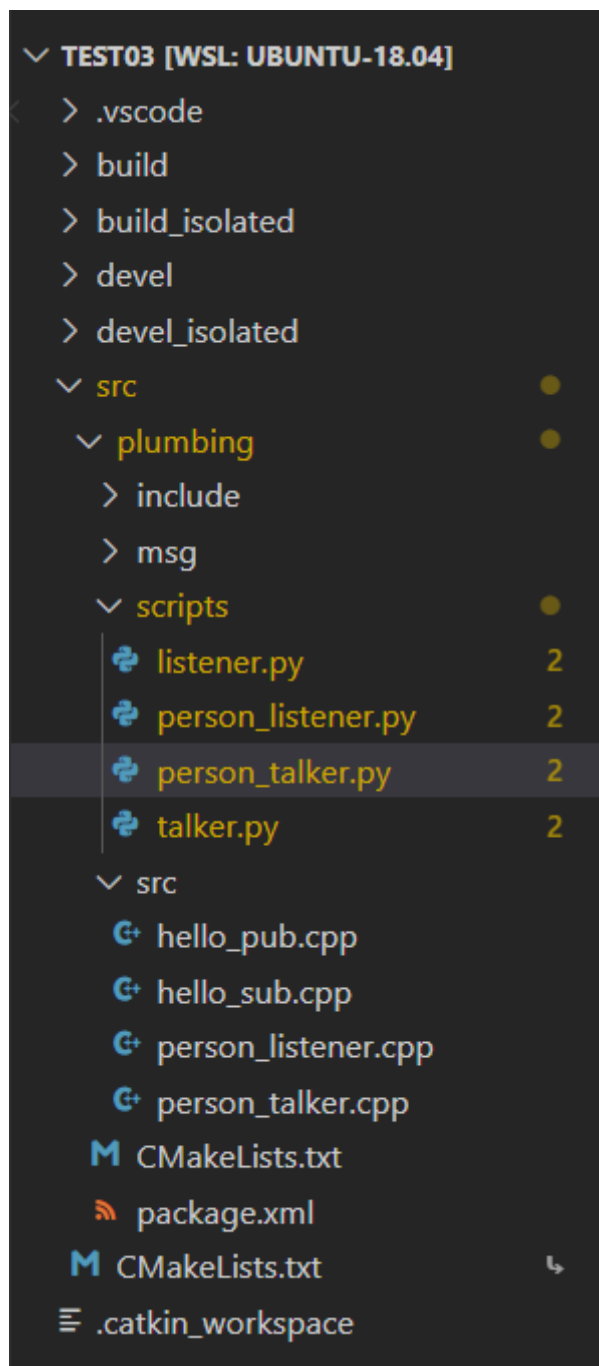 TEST03 [WSL: UBUNTU-18.04]
.vscode
build
build_isolated
devel
devel_isolated
src
plumbing
include
msg
scripts
listener.py 2
person_listener.py 2
person_talker.py 2
talker.py 2
src
hello_pub.cpp
hello_sub.cpp
person_listener.cpp
person_talker.cpp
CMakeLists.txt
package.xml
CMakeLists.txt
.catkin_workspace